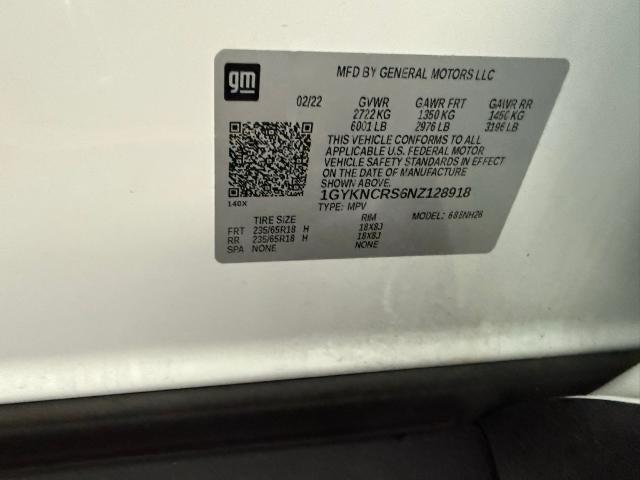 gm
MFD BY GENERAL MOTORS LLC
02/22 GVWR GAWR FRT GAWR RR
2722 KG 1350 KG 1450 KG
6001 LB 2976 LB 3196 LB
THIS VEHICLE CONFORMS TO ALL
APPLICABLE U.S. FEDERAL MOTOR
VEHICLE SAFETY STANDARDS IN EFFECT
ON THE DATE OF MANUFACTURE
SHOWN ABOVE.
1GYKNCRS6NZ128918
140X TYPE: MPV MODEL: 6NH26
TIRE SIZE RIM
FRT 235/65R18 H 18X8J
RR 235/65R18 H 18X8J
SPA NONE NONE